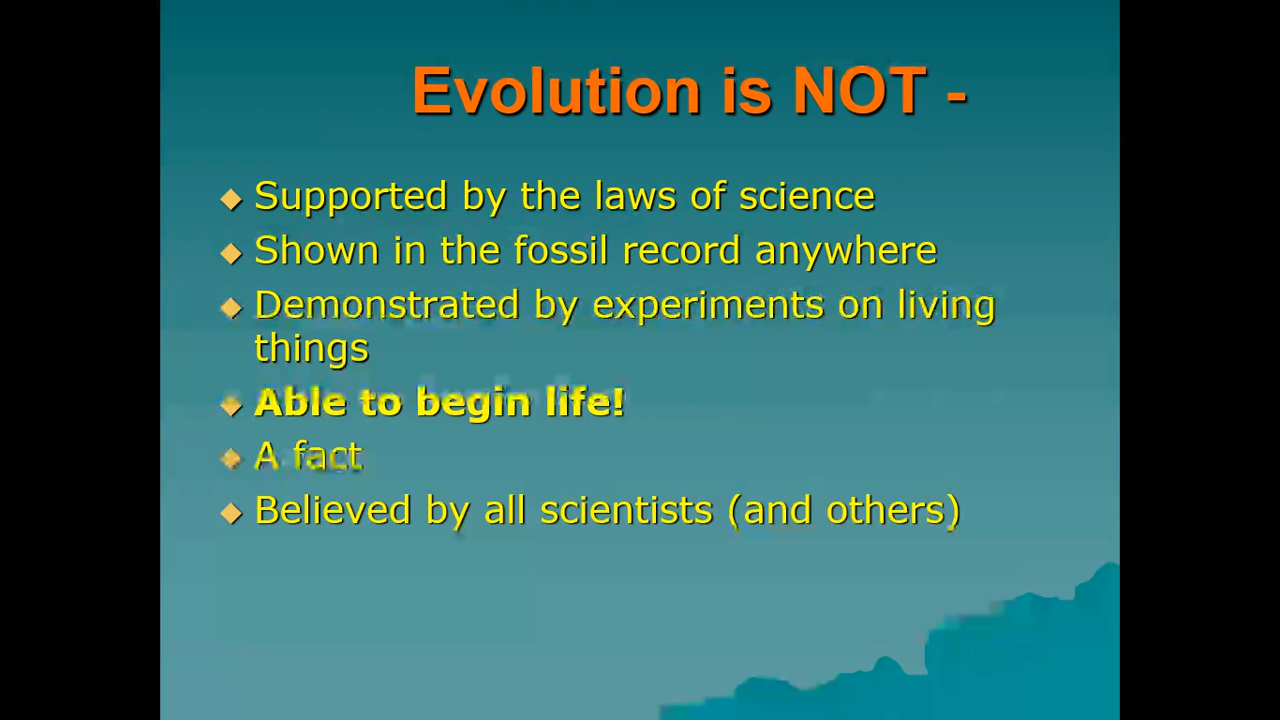 Evolution is NOT -
Supported by the laws of science
Shown in the fossil record anywhere
Demonstrated by experiments on living
things
Able to begin life!
A fact
Believed by all scientists (and others)